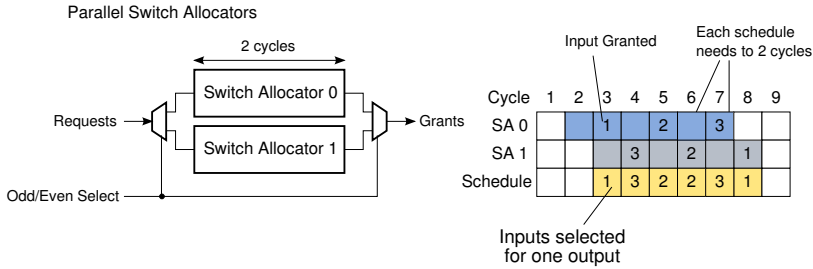 Parallel Switch Allocators
2 cycles
Switch Allocator 0
Requests
Grants
Switch Allocator 1
Odd/Even Select
Input Granted
Each schedule
needs to 2 cycles
Cycle 1 2 3 4 5 6 7 8 9
SA 0 1 2 3
SA 1 3 2 1
Schedule 1 3 2 2 3 1
Inputs selected
for one output